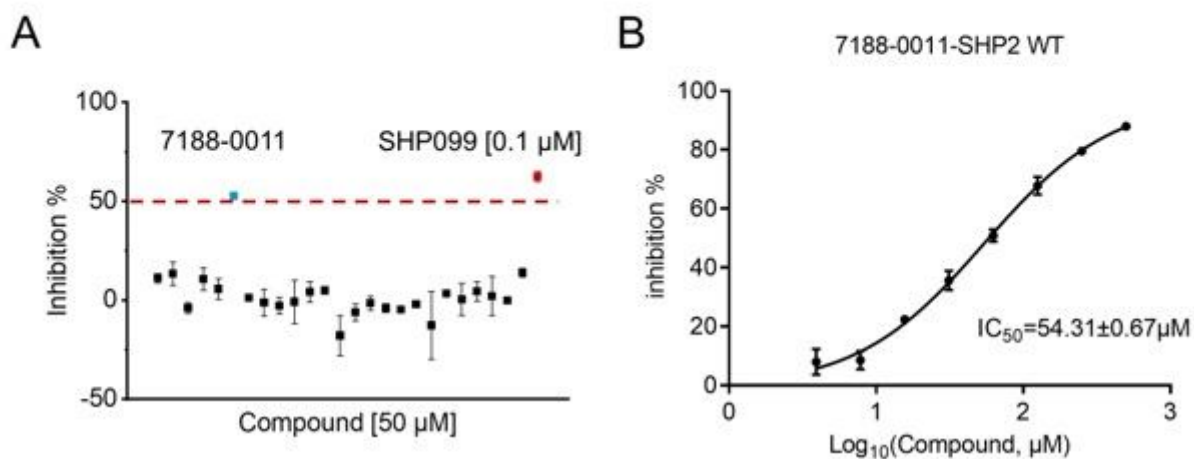 A
100
50
0
-50
Inhibition %
7188-0011
SHP099 [0.1 µM]
Compound [50 µM]
B
7188-0011-SHP2 WT
100
80
60
40
20
0
inhibition %
IC50=54.31±0.67µM
0
1
2
3
Log10(Compound, µM)